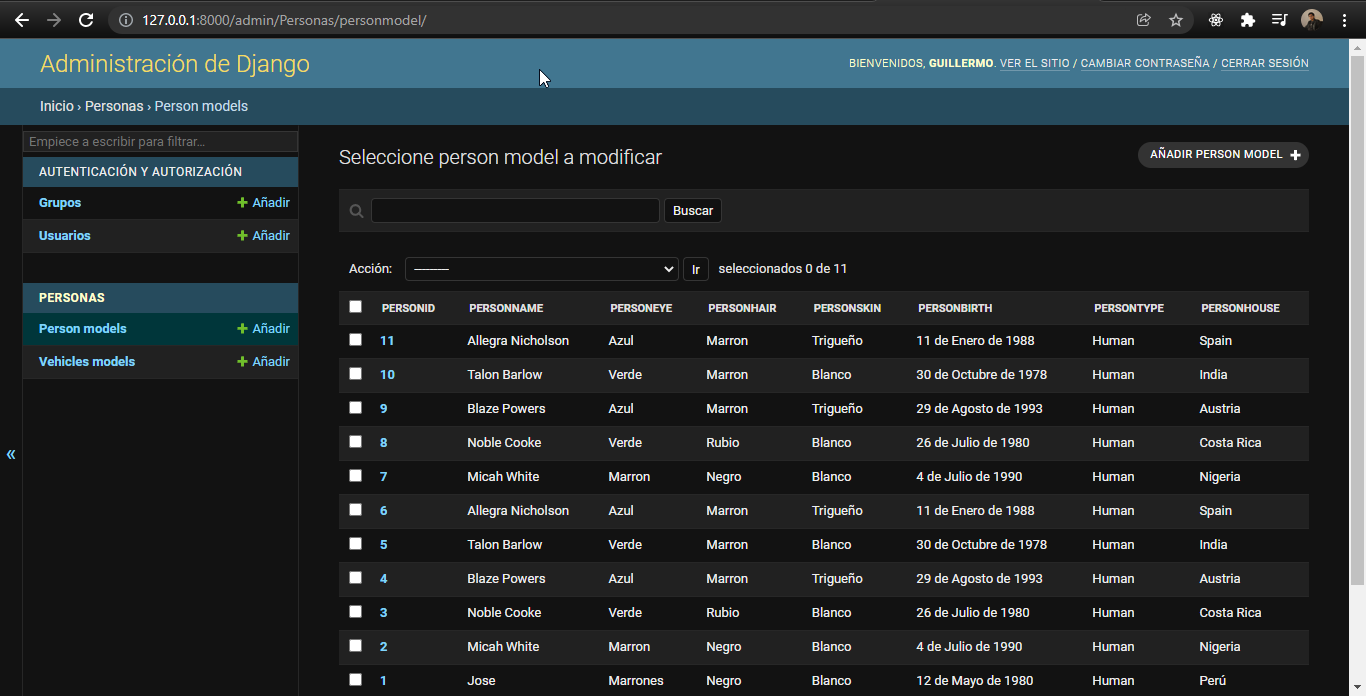 127.0.0.1:8000/admin/Personas/personmodel/
Administración de Django
BIENVENIDOS, GUILLERMO. VER EL SITIO / CAMBIAR CONTRASEÑA / CERRAR SESIÓN
Inicio › Personas › Person models
Empiece a escribir para filtrar...
AUTENTICACIÓN Y AUTORIZACIÓN
Grupos + Añadir
Usuarios + Añadir
PERSONAS
Person models + Añadir
Vehicles models + Añadir
«
Seleccione person model a modificar
AÑADIR PERSON MODEL +
Buscar
Acción: --------- Ir seleccionados 0 de 11
PERSONID PERSONNAME PERSONEYE PERSONHAIR PERSONSKIN PERSONBIRTH PERSONTYPE PERSONHOUSE
11 Allegra Nicholson Azul Marron Trigueño 11 de Enero de 1988 Human Spain
10 Talon Barlow Verde Marron Blanco 30 de Octubre de 1978 Human India
9 Blaze Powers Azul Marron Trigueño 29 de Agosto de 1993 Human Austria
8 Noble Cooke Verde Rubio Blanco 26 de Julio de 1980 Human Costa Rica
7 Micah White Marron Negro Blanco 4 de Julio de 1990 Human Nigeria
6 Allegra Nicholson Azul Marron Trigueño 11 de Enero de 1988 Human Spain
5 Talon Barlow Verde Marron Blanco 30 de Octubre de 1978 Human India
4 Blaze Powers Azul Marron Trigueño 29 de Agosto de 1993 Human Austria
3 Noble Cooke Verde Rubio Blanco 26 de Julio de 1980 Human Costa Rica
2 Micah White Marron Negro Blanco 4 de Julio de 1990 Human Nigeria
1 Jose Marrones Negro Blanco 12 de Mayo de 1980 Human Perú